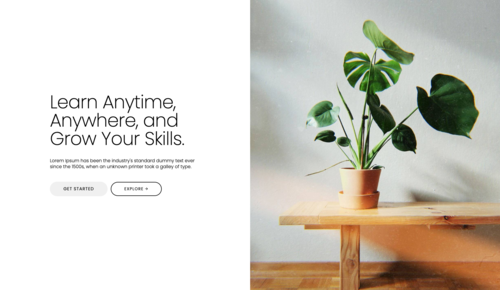 Learn Anytime,
Anywhere, and
Grow Your Skills.
Lorem Ipsum has been the industry's standard dummy text ever
since the 1500s, when an unknown printer took a galley of type.
GET STARTED
EXPLORE